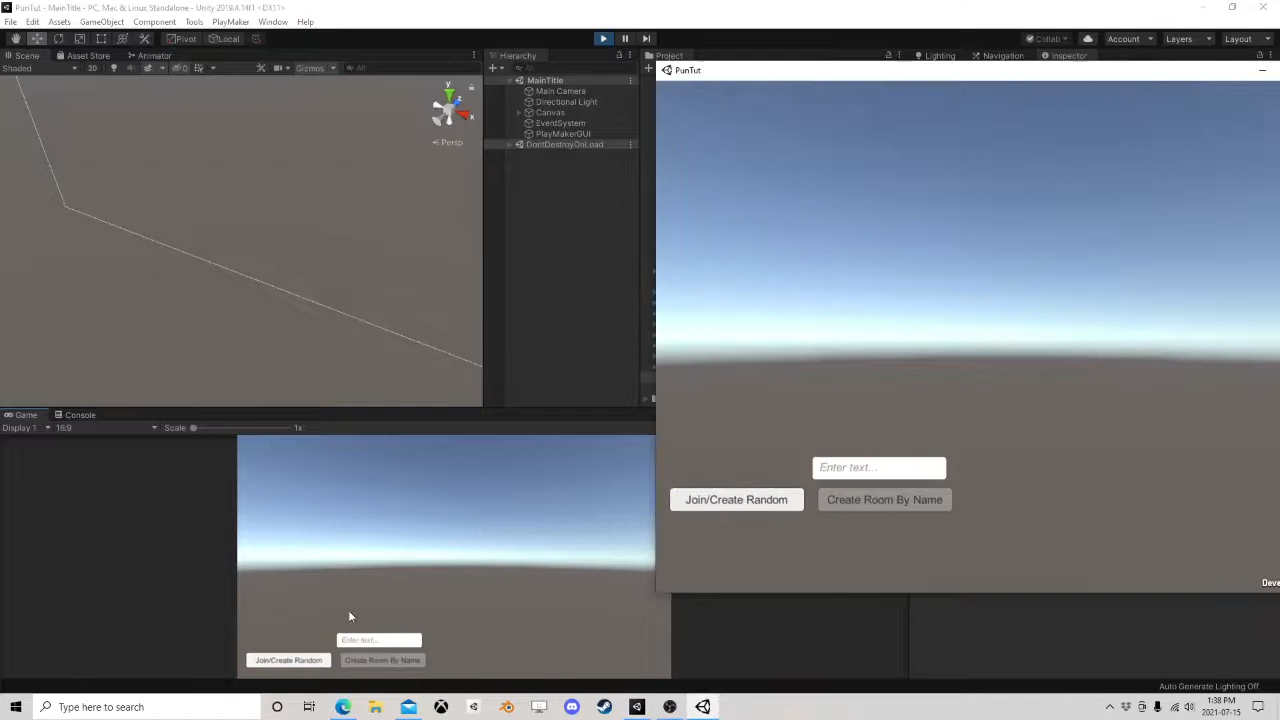 PunTut - MainTitle - PC, Mac & Linux Standalone - Unity 2019.4.14f1 <DX11>
File Edit Assets GameObject Component Tools PlayMaker Window Help
Pivot Local Collab Account Layers Layout
Scene Asset Store Animator Hierarchy Project Lighting Navigation Inspector
Shaded 2D 0 Gizmos All All
PunTut
MainTitle
Main Camera
Directional Light
Canvas
EventSystem
PlayMakerGUI
DontDestroyOnLoad
y
z
x
Persp
Game Console
Display 1 16:9 Scale 1x
Enter text...
Join/Create Random Create Room By Name
Deve
Enter text...
Join/Create Random Create Room By Name
Auto Generate Lighting Off
Type here to search
1:38 PM
2021-07-15